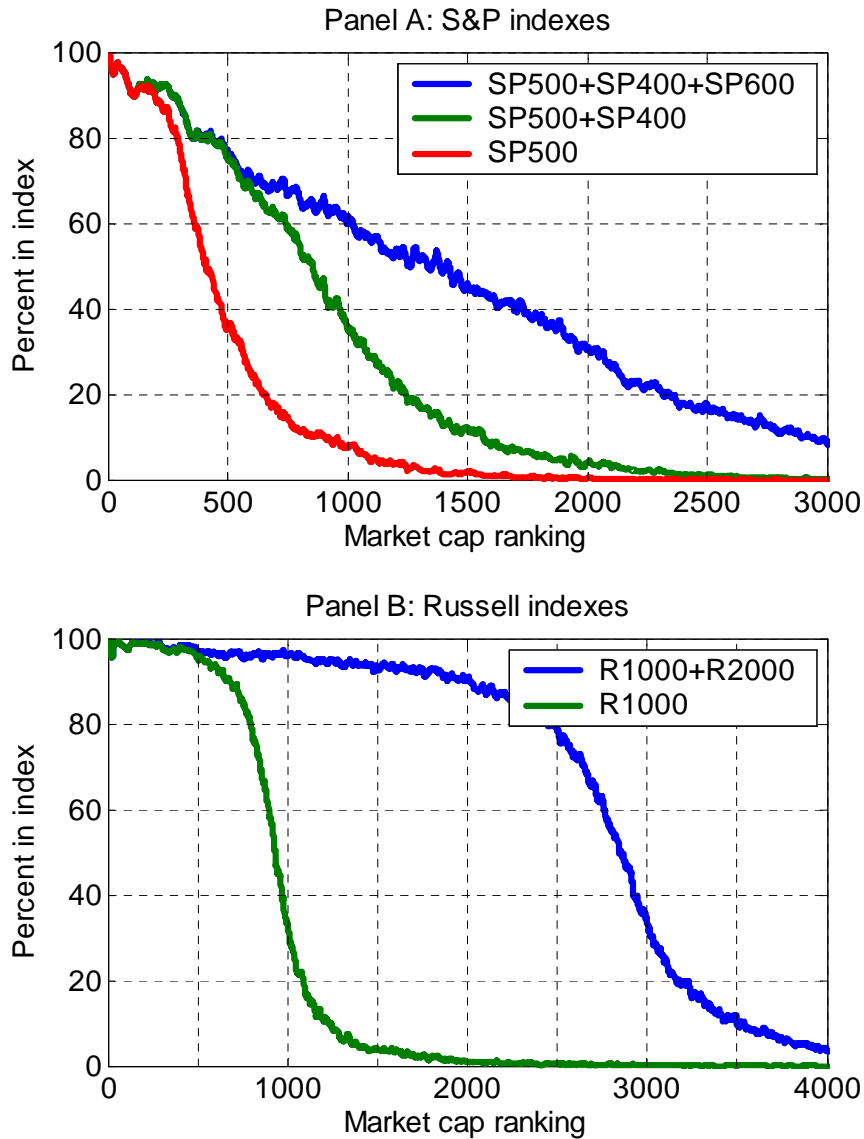 Panel A: S&P indexes
100
80
60
40
20
0
Percent in index
SP500+SP400+SP600
SP500+SP400
SP500
0 500 1000 1500 2000 2500 3000
Market cap ranking
Panel B: Russell indexes
100
80
60
40
20
0
Percent in index
R1000+R2000
R1000
0 1000 2000 3000 4000
Market cap ranking